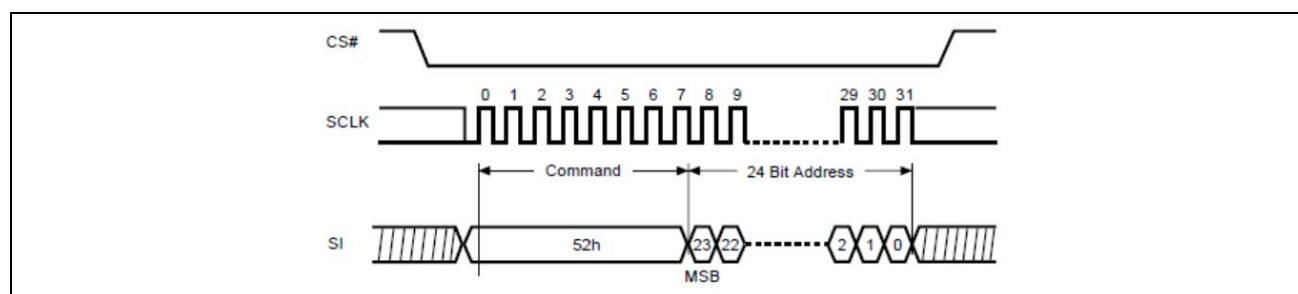 CS#
0 1 2 3 4 5 6 7 8 9 29 30 31
SCLK
Command 24 Bit Address
SI 52h 23 22 2 1 0
MSB